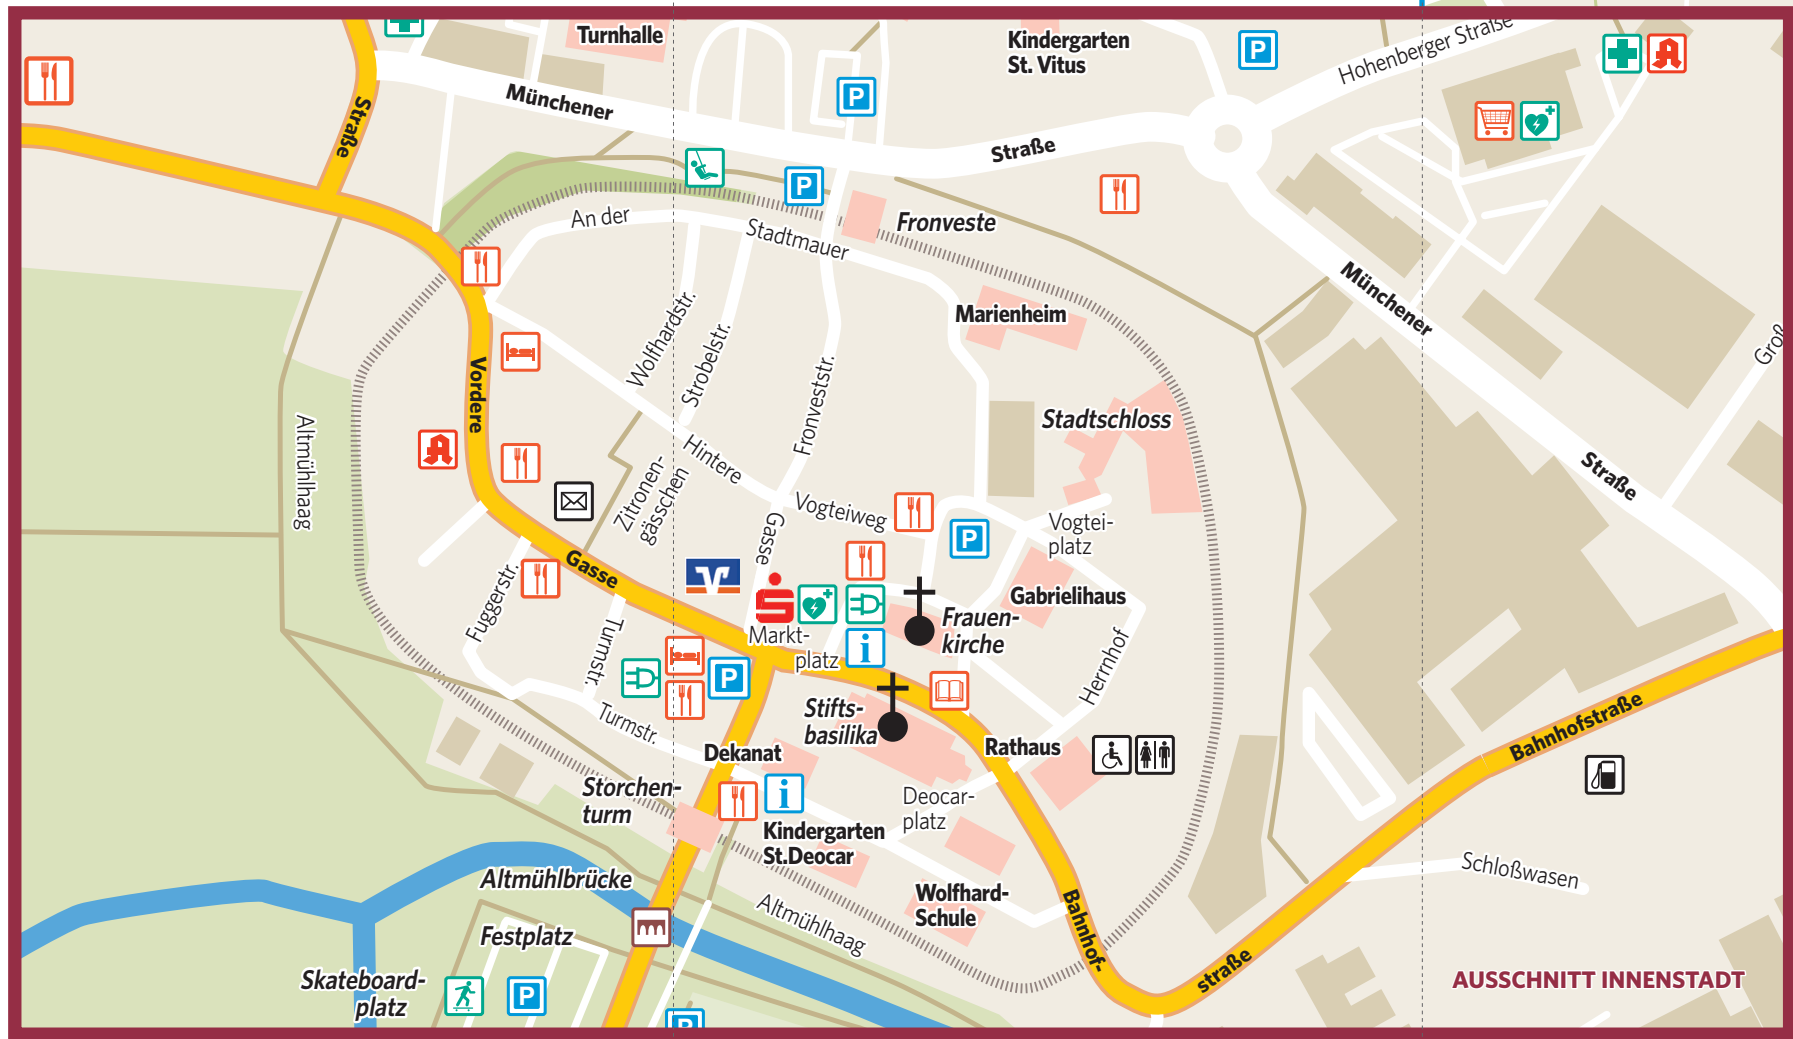 Turnhalle
Kindergarten
St. Vitus
P
Hohenberger Straße
A
P
Münchener
Straße
Straße
P
An der
Stadtmauer
Fronveste
Münchener
Straße
Marienheim
Groß
Wolfhardstr.
Strobelstr.
Fronveststr.
Vordere
Gasse
Altmühlhaag
A
Stadtschloss
Hintere
Gasse
Zitronen-
gässchen
Vogteiweg
P
Vogtei-
platz
Gabrielihaus
Fuggerstr.
Turmstr.
Turmstr.
Markt-
platz
i
Frauen-
kirche
Herrnhof
P
Stifts-
basilika
Dekanat
Rathaus
Storchen-
turm
i
Deocar-
platz
Kindergarten
St.Deocar
Wolfhard-
Schule
Bahnhofstraße
Schloßwasen
Bahnhof-
straße
Altmühlbrücke
Altmühlhaag
Festplatz
Skateboard-
platz
P
P
AUSSCHNITT INNENSTADT